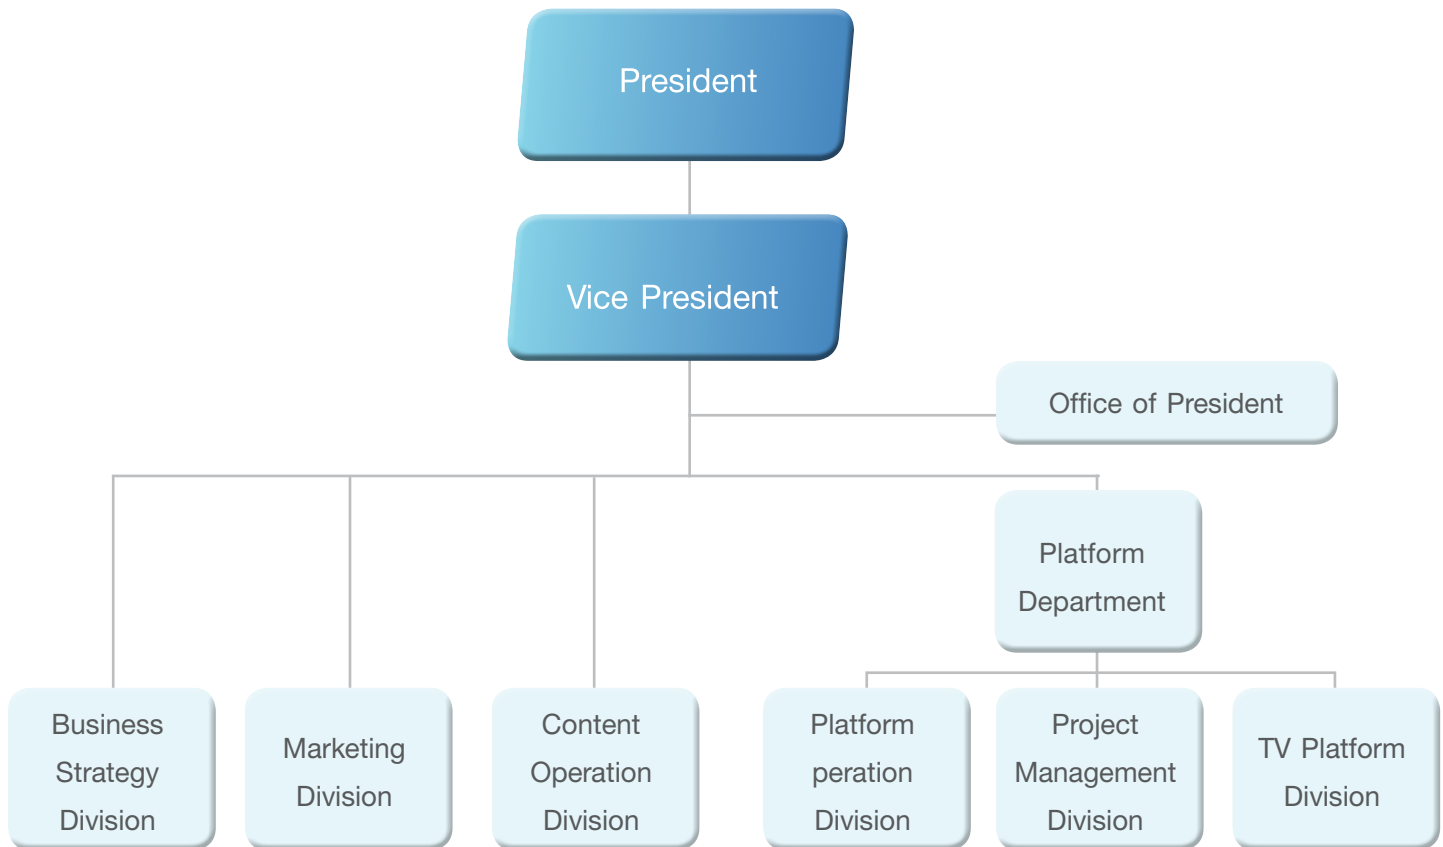 President
Vice President
Office of President
Platform
Department
Business
Strategy
Division
Marketing
Division
Content
Operation
Division
Platform
peration
Division
Project
Management
Division
TV Platform
Division